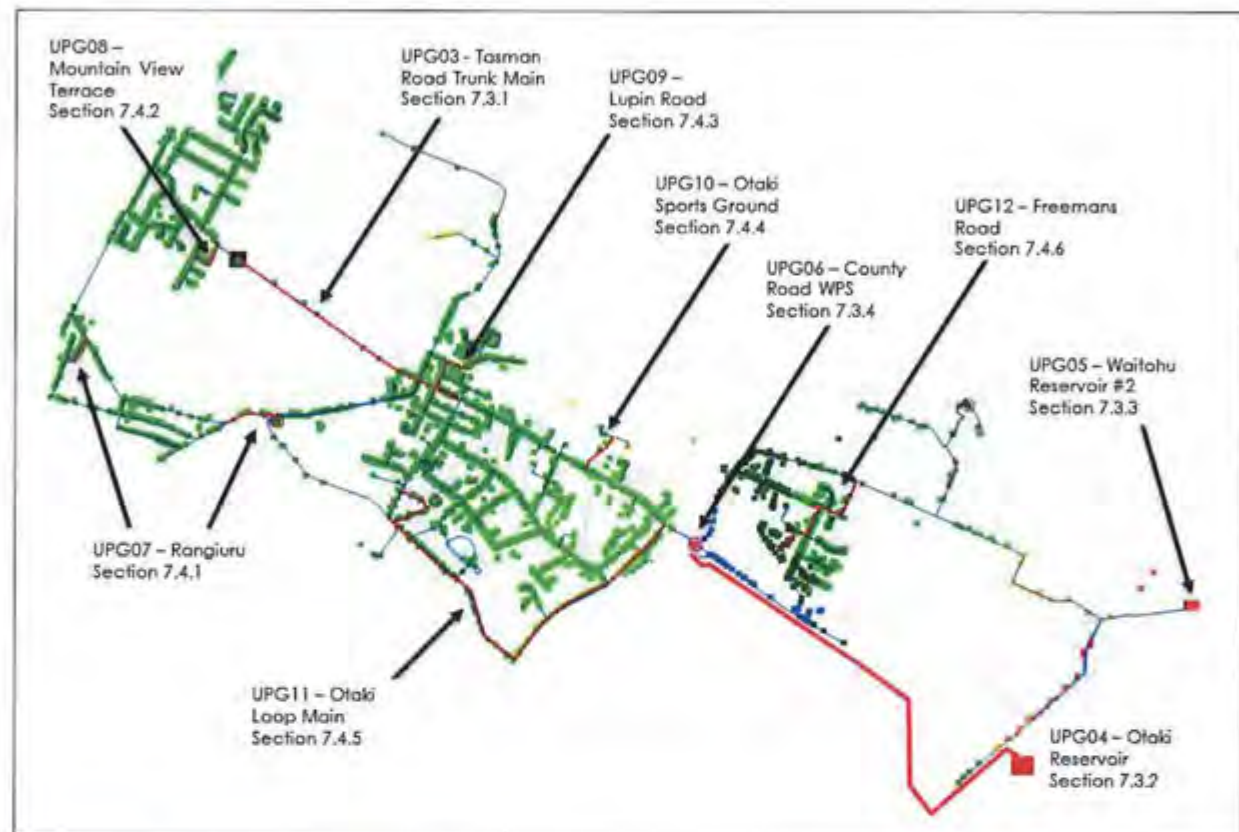 UPG08 –
Mountain View
Terrace
Section 7.4.2
UPG03 - Tasman
Road Trunk Main
Section 7.3.1
UPG09 –
Lupin Road
Section 7.4.3
UPG10 – Otaki
Sports Ground
Section 7.4.4
UPG06 – County
Road WPS
Section 7.3.4
UPG12 – Freemans
Road
Section 7.4.6
UPG05 – Waitohu
Reservoir #2
Section 7.3.3
UPG07 – Rangiuru
Section 7.4.1
UPG11 – Otaki
Loop Main
Section 7.4.5
UPG04 – Otaki
Reservoir
Section 7.3.2